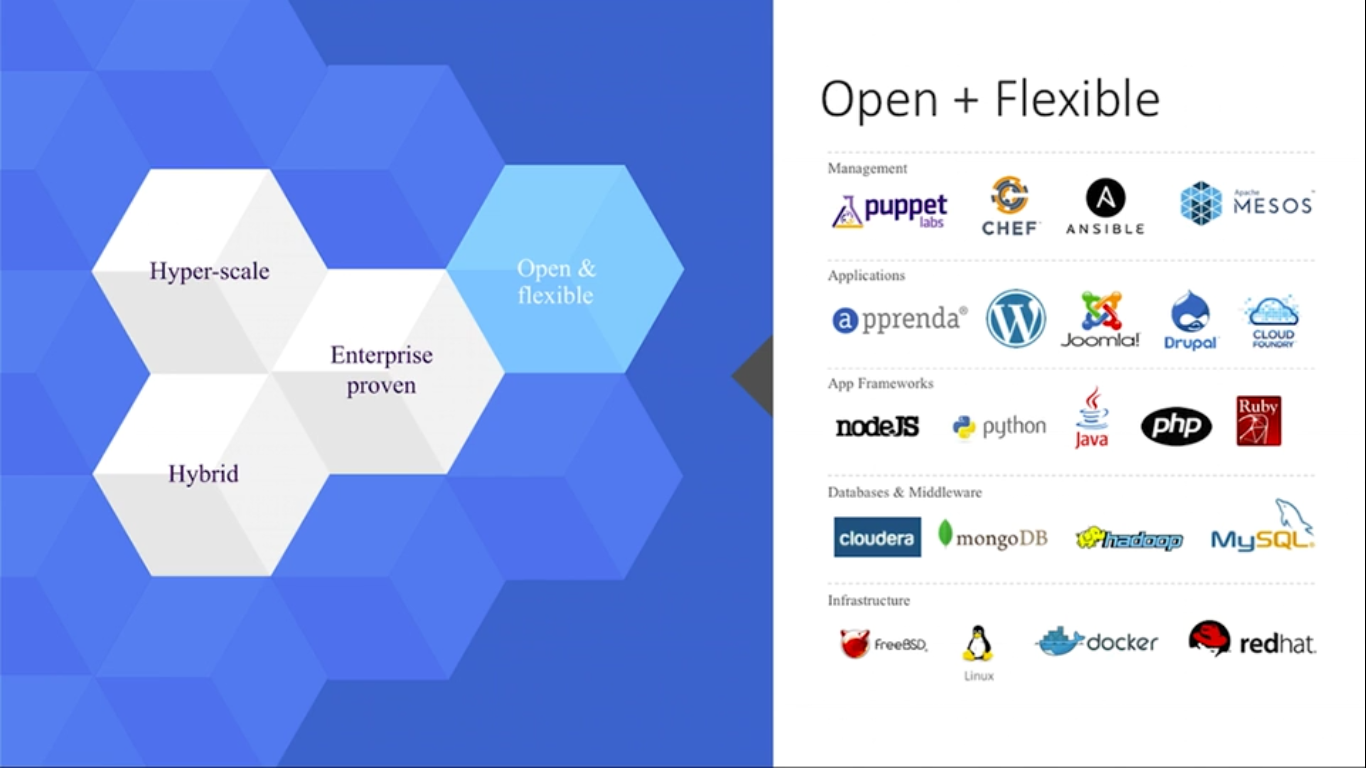 Hyper-scale
Open &
flexible
Enterprise
proven
Hybrid
Open + Flexible
Management
puppet
labs
CHEF™
ANSIBLE
Apache
MESOS™
Applications
apprenda®
W
Joomla!
Drupal
CLOUD
FOUNDRY
App Frameworks
nodeJS
python
Java
php
Ruby
Databases & Middleware
cloudera
mongoDB
hadoop
MySQL®
Infrastructure
FreeBSD
Linux
docker
redhat.